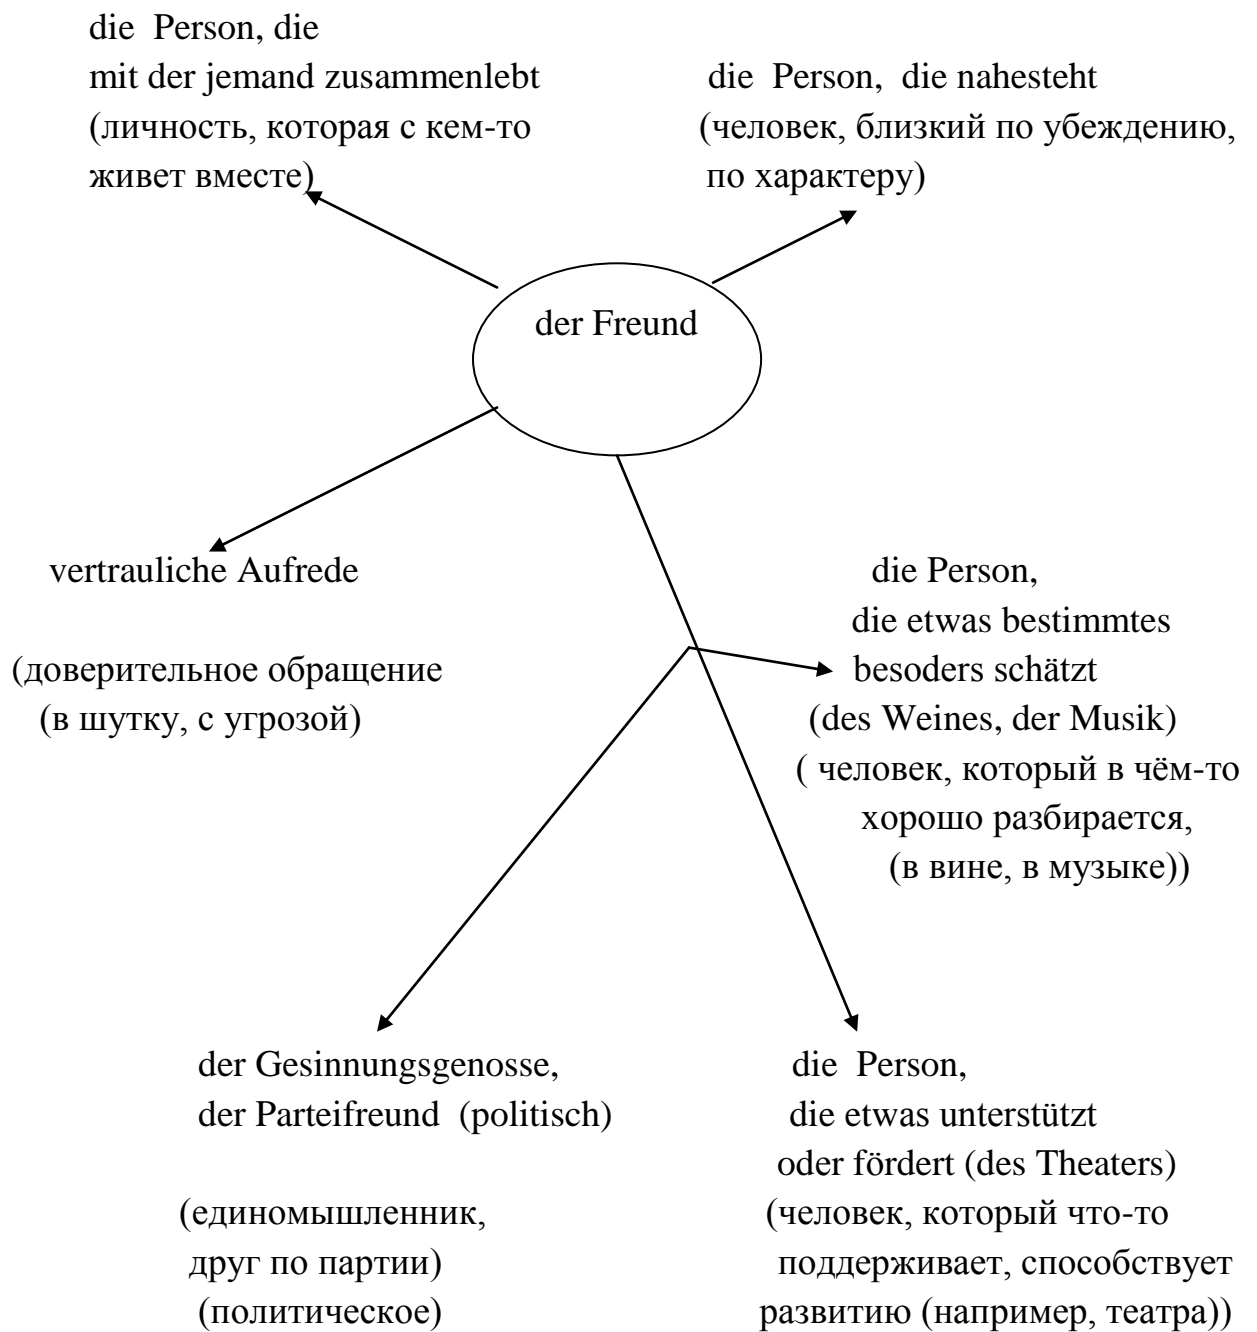 die Person, die
mit der jemand zusammenlebt
(личность, которая с кем-то
живет вместе)
die Person, die nahesteht
(человек, близкий по убеждению,
по характеру)
der Freund
vertrauliche Aufrede
(доверительное обращение
(в шутку, с угрозой)
die Person,
die etwas bestimmtes
besoders schätzt
(des Weines, der Musik)
( человек, который в чём-то
хорошо разбирается,
(в вине, в музыке))
der Gesinnungsgenosse,
der Parteifreund (politisch)
(единомышленник,
друг по партии)
(политическое)
die Person,
die etwas unterstützt
oder fördert (des Theaters)
(человек, который что-то
поддерживает, способствует
развитию (например, театра))